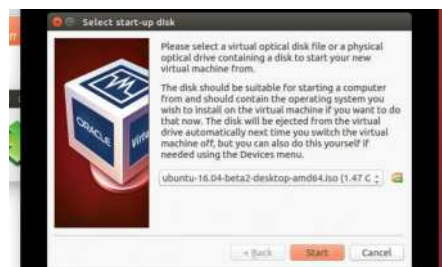 Select start-up disk
Please select a virtual optical disk file or a physical
optical drive containing a disk to start your new
virtual machine from.
The disk should be suitable for starting a computer
from and should contain the operating system you
wish to install on the virtual machine if you want to do
that now. The disk will be ejected from the virtual
drive automatically next time you switch the virtual
machine off, but you can also do this yourself if
needed using the Devices menu.
ORACLE
ubuntu-16.04-beta2-desktop-amd64.iso (1.47 G
< Back
Start
Cancel